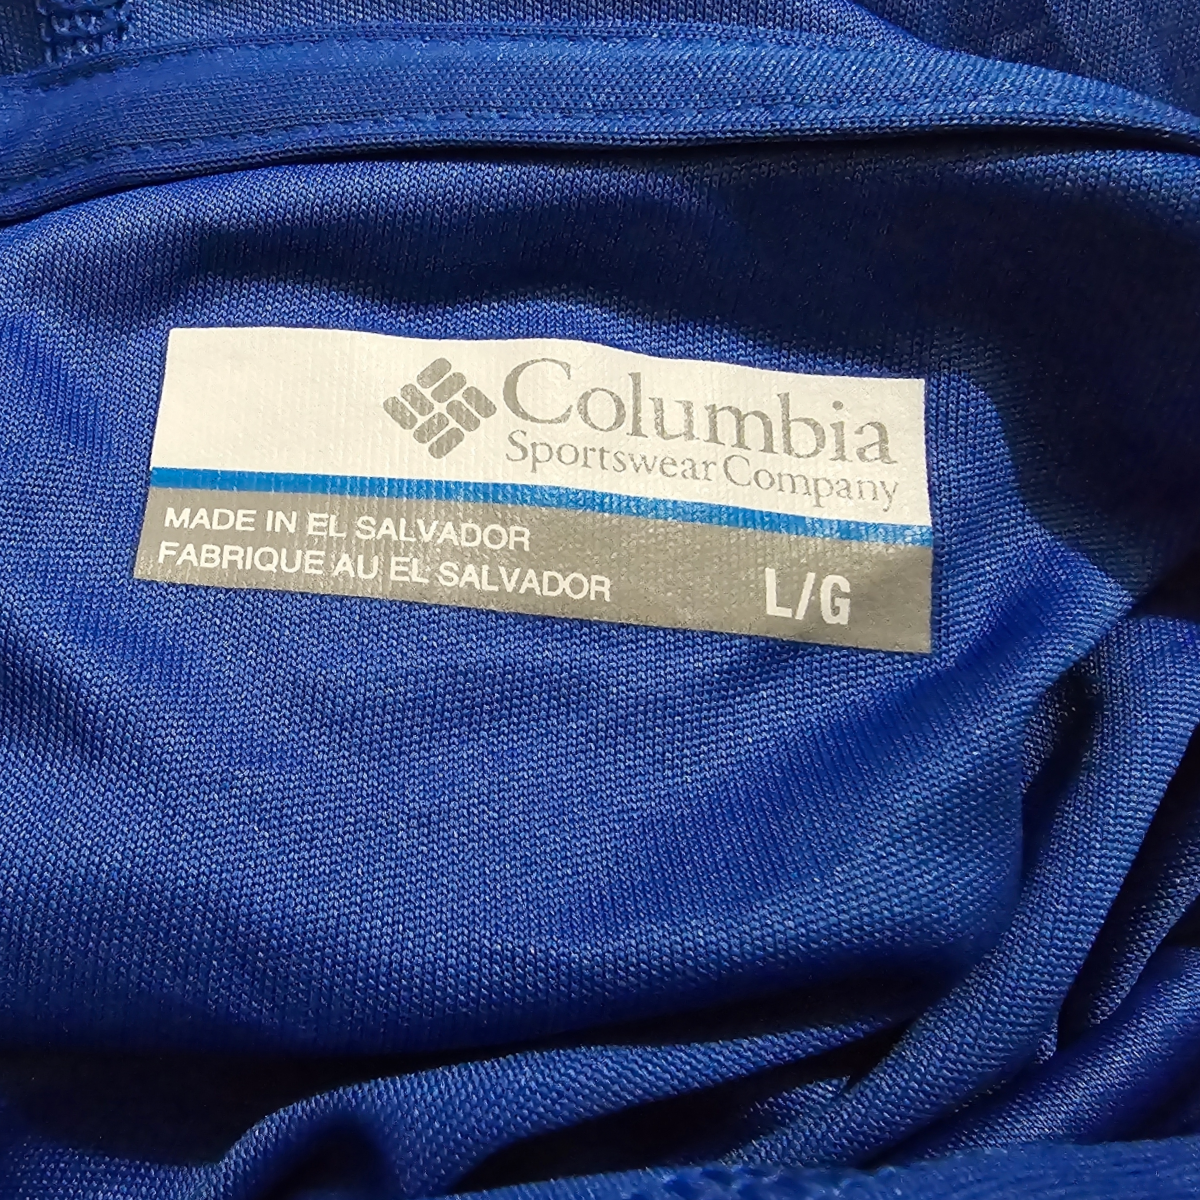 Columbia
Sportswear Company
MADE IN EL SALVADOR
FABRIQUE AU EL SALVADOR
L/G